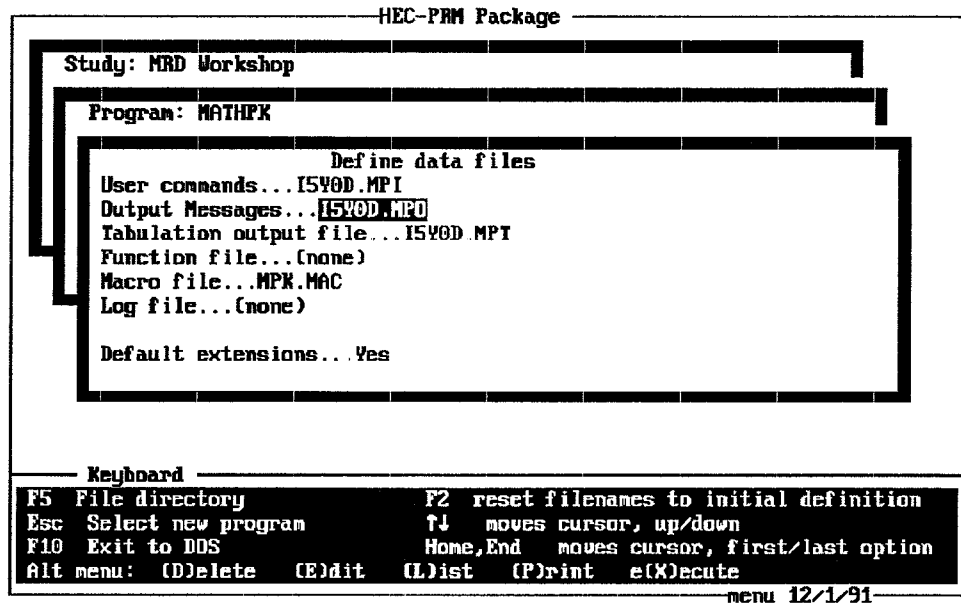 HEC-PRM Package
Study: MRD Workshop
Program: MATHPK
Define data files
User commands...I5Y0D.MPI
Output Messages...I5Y0D.MPO
Tabulation output file...I5Y0D.MPT
Function file...(none)
Macro file...MPK.MAC
Log file...(none)
Default extensions...Yes
Keyboard
F5 File directory F2 reset filenames to initial definition
Esc Select new program ↑↓ moves cursor, up/down
F10 Exit to DOS Home,End moves cursor, first/last option
Alt menu: (D)elete (E)dit (L)ist (P)rint e(X)ecute
menu 12/1/91